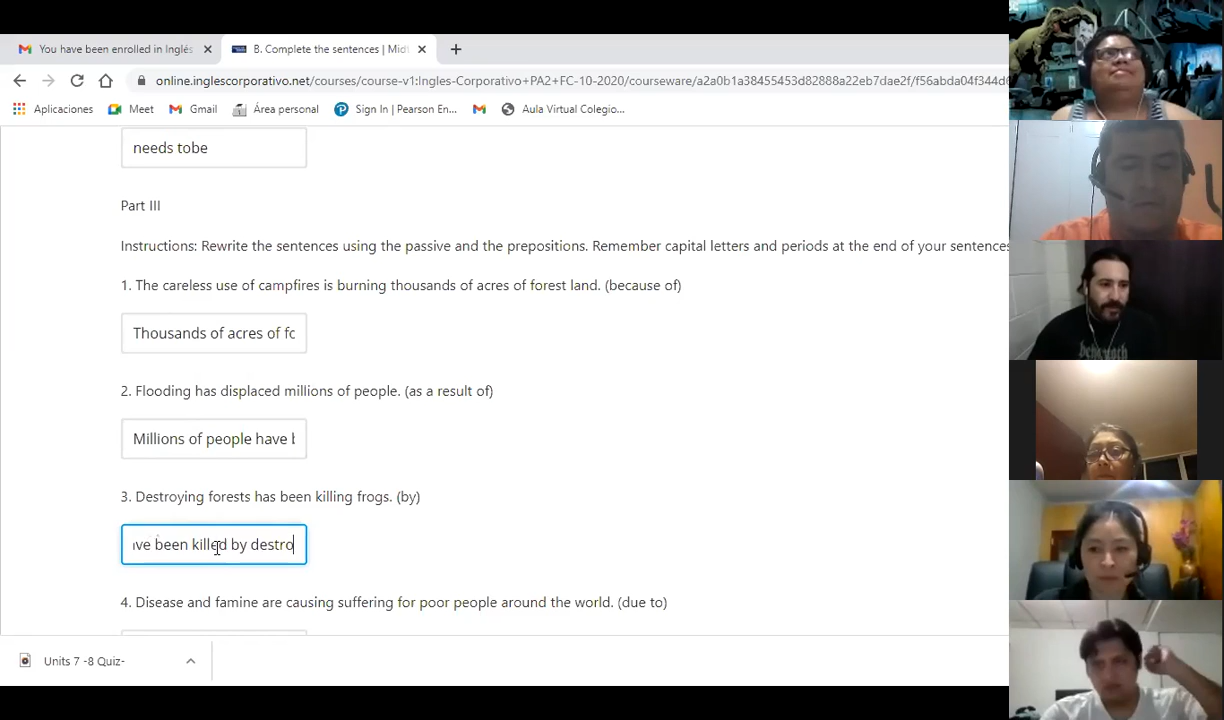 You have been enrolled in Inglés
B. Complete the sentences | Midt
online.inglescorporativo.net/courses/course-v1:Ingles-Corporativo+PA2+FC-10-2020/courseware/a2a0b1a38455453d82888a22eb7dae2f/f56abda04f344d
Aplicaciones Meet Gmail Área personal Sign In | Pearson En... Aula Virtual Colegio...
needs tobe
Part III
Instructions: Rewrite the sentences using the passive and the prepositions. Remember capital letters and periods at the end of your sentences
1. The careless use of campfires is burning thousands of acres of forest land. (because of)
Thousands of acres of fo
2. Flooding has displaced millions of people. (as a result of)
Millions of people have b
3. Destroying forests has been killing frogs. (by)
ave been killed by destro
4. Disease and famine are causing suffering for poor people around the world. (due to)
Units 7 -8 Quiz-